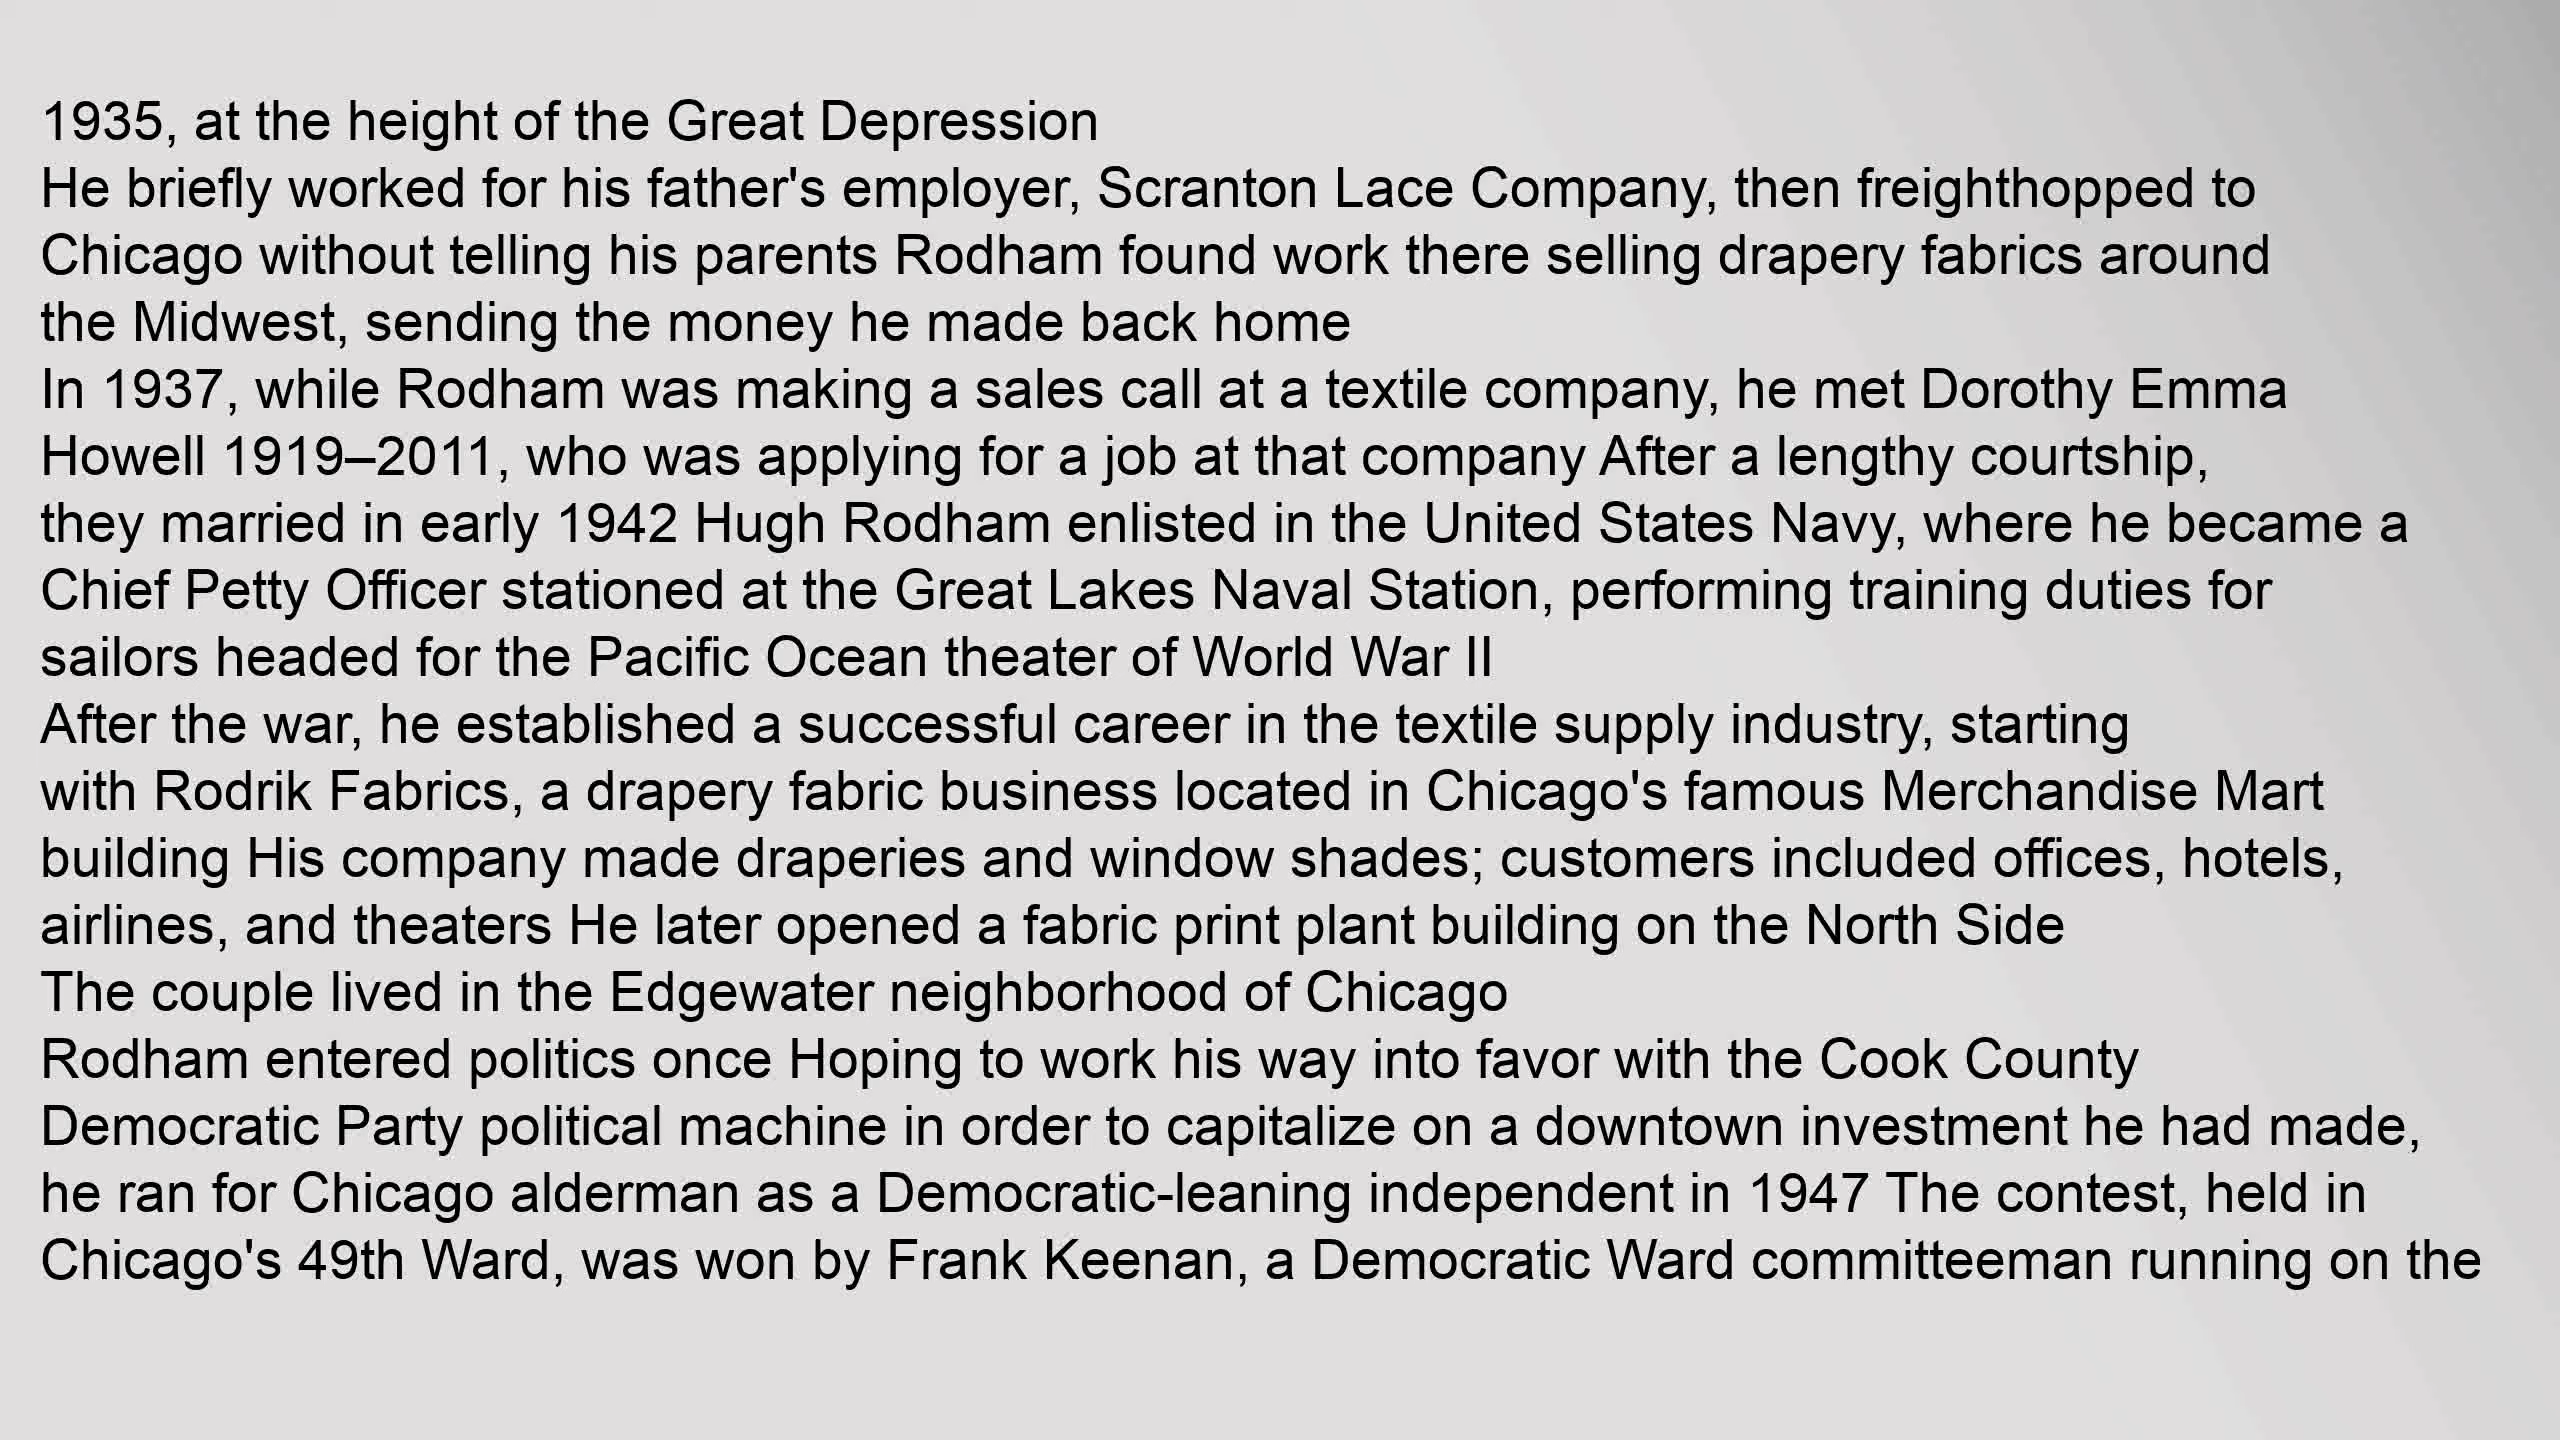 1935, at the height of the Great Depression
He briefly worked for his father's employer, Scranton Lace Company, then freighthopped to
Chicago without telling his parents Rodham found work there selling drapery fabrics around
the Midwest, sending the money he made back home
In 1937, while Rodham was making a sales call at a textile company, he met Dorothy Emma
Howell 1919–2011, who was applying for a job at that company After a lengthy courtship,
they married in early 1942 Hugh Rodham enlisted in the United States Navy, where he became a
Chief Petty Officer stationed at the Great Lakes Naval Station, performing training duties for
sailors headed for the Pacific Ocean theater of World War II
After the war, he established a successful career in the textile supply industry, starting
with Rodrik Fabrics, a drapery fabric business located in Chicago's famous Merchandise Mart
building His company made draperies and window shades; customers included offices, hotels,
airlines, and theaters He later opened a fabric print plant building on the North Side
The couple lived in the Edgewater neighborhood of Chicago
Rodham entered politics once Hoping to work his way into favor with the Cook County
Democratic Party political machine in order to capitalize on a downtown investment he had made,
he ran for Chicago alderman as a Democratic-leaning independent in 1947 The contest, held in
Chicago's 49th Ward, was won by Frank Keenan, a Democratic Ward committeeman running on the